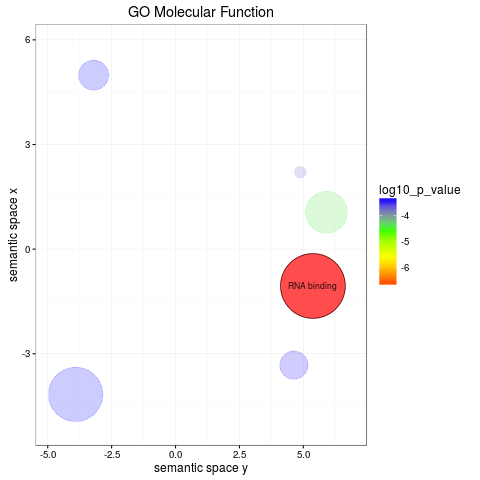 GO Molecular Function
6
3
0
-3
semantic space x
RNA binding
-5.0 -2.5 0.0 2.5 5.0
semantic space y
log10_p_value
-4
-5
-6